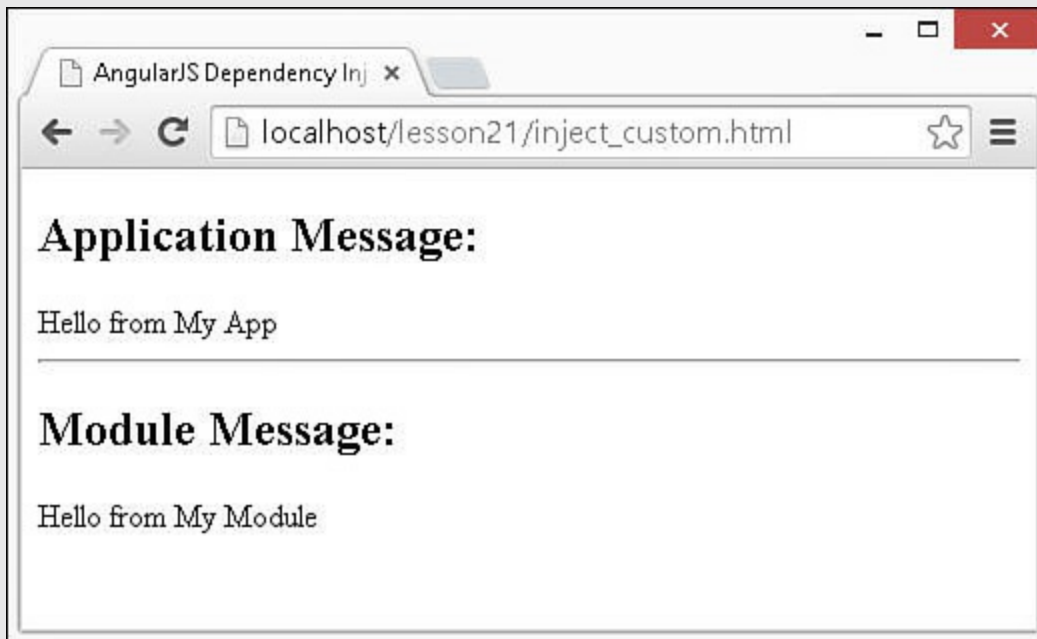 AngularJS Dependency Inj
localhost/lesson21/inject_custom.html
Application Message:
Hello from My App
Module Message:
Hello from My Module